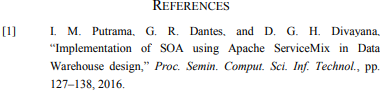 REFERENCES
[1] I. M. Putrama, G. R. Dantes, and D. G. H. Divayana,
“Implementation of SOA using Apache ServiceMix in Data
Warehouse design,” Proc. Semin. Comput. Sci. Inf. Technol., pp.
127–138, 2016.